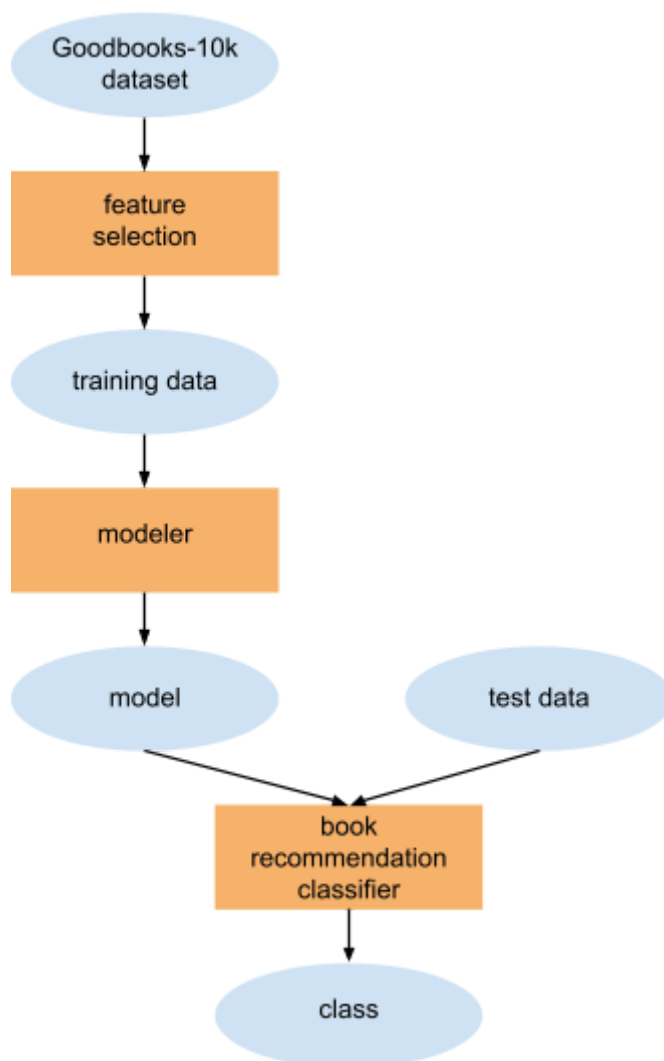 Goodbooks-10k
dataset
feature
selection
training data
modeler
model
test data
book
recommendation
classifier
class